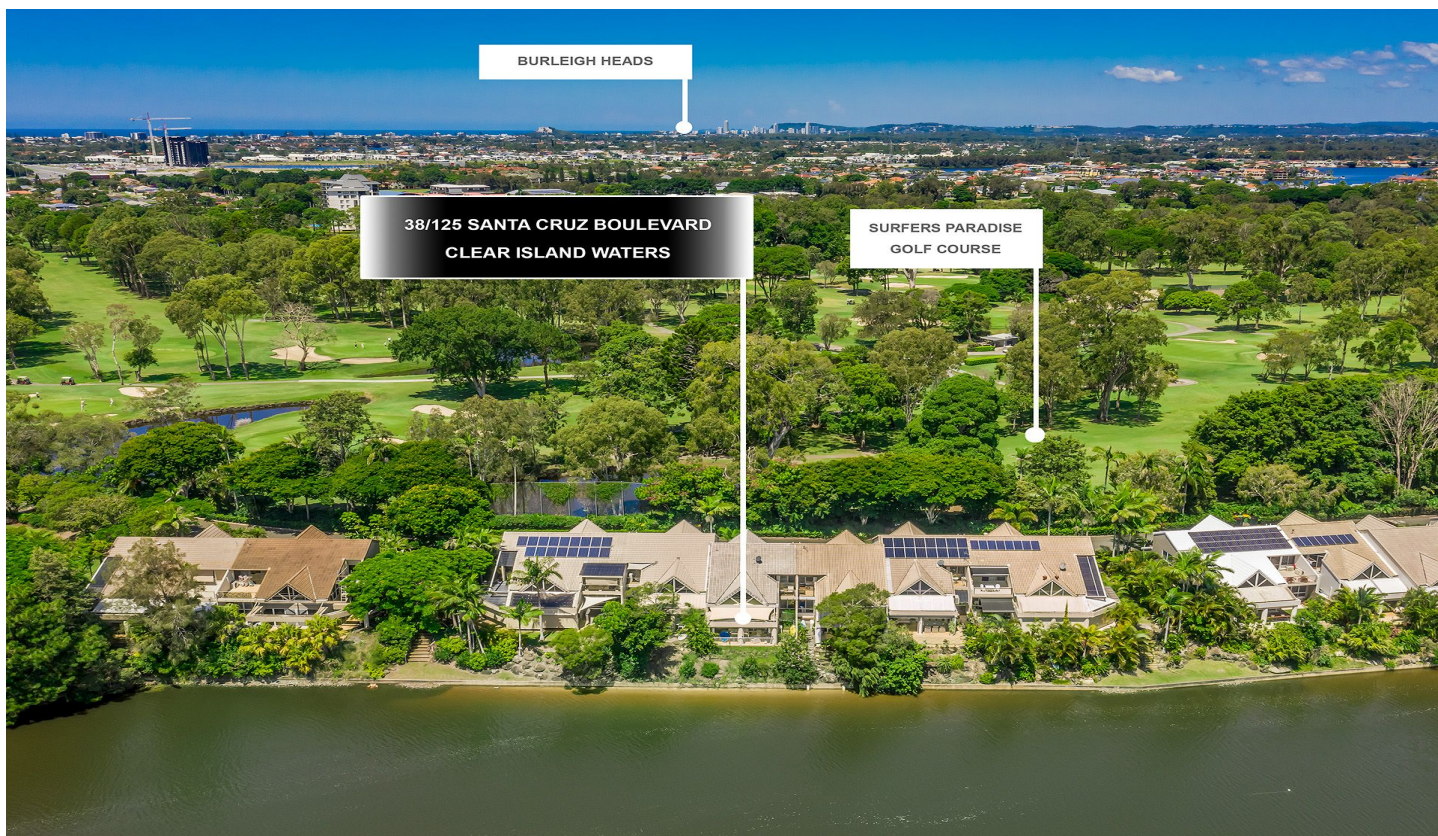 BURLEIGH HEADS
38/125 SANTA CRUZ BOULEVARD
CLEAR ISLAND WATERS
SURFERS PARADISE
GOLF COURSE